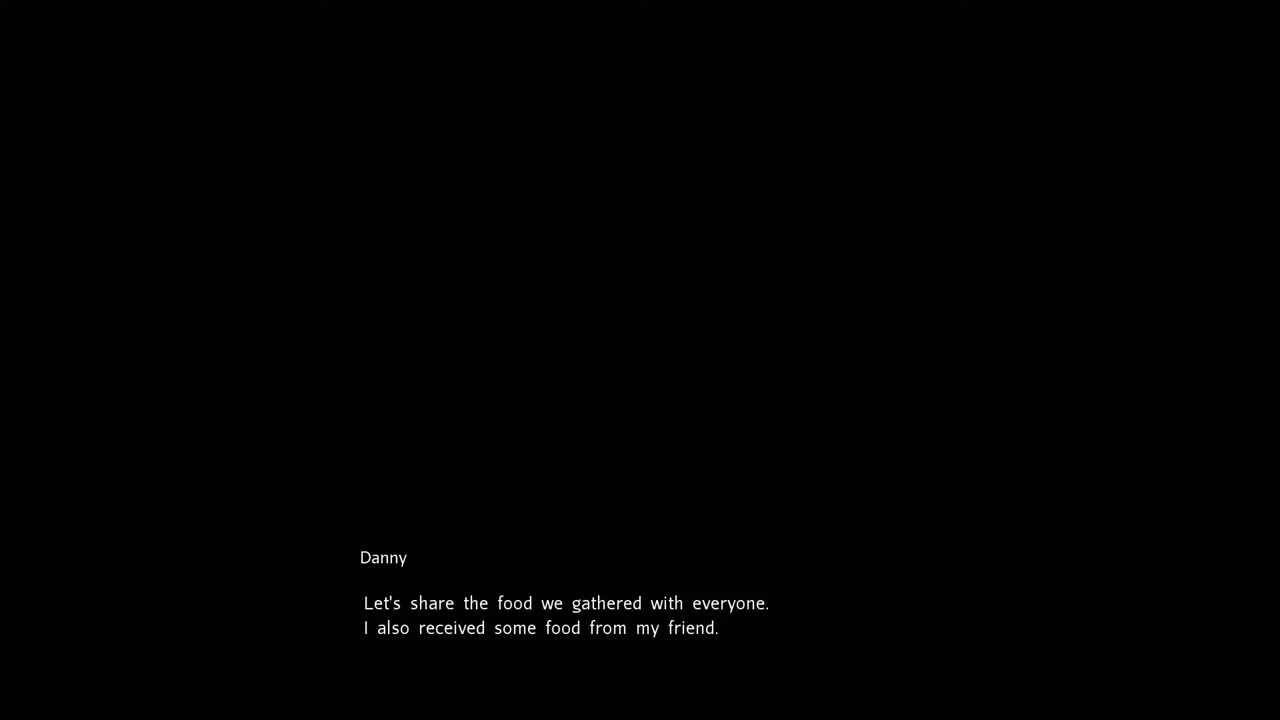 Danny
Let's share the food we gathered with everyone.
I also received some food from my friend.